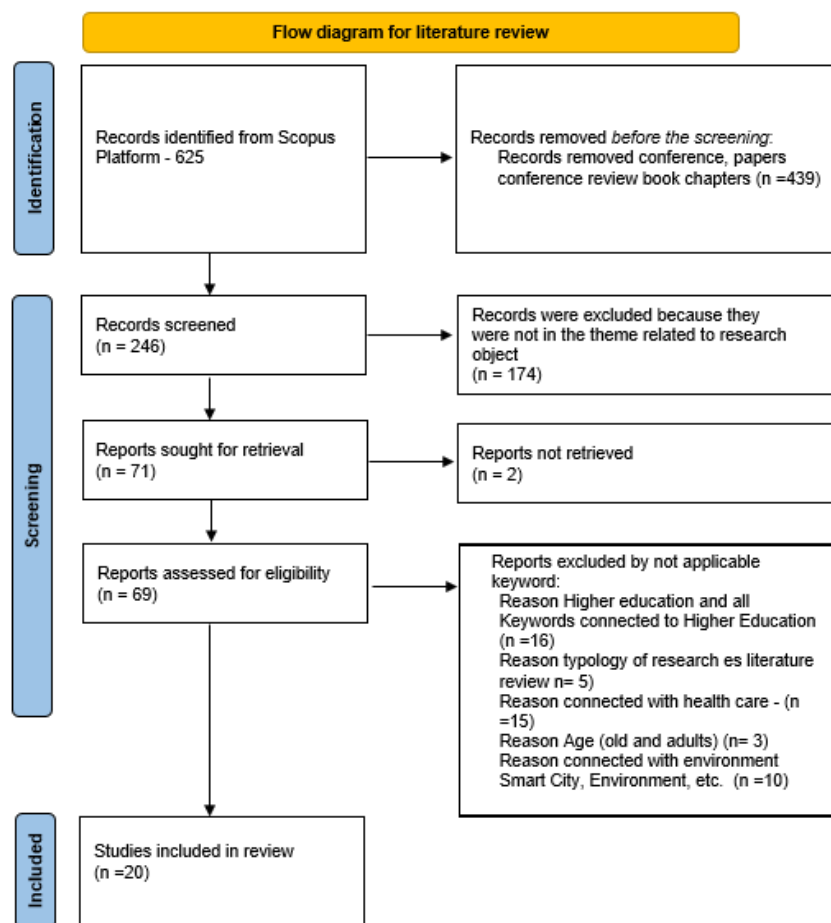 Flow diagram for literature review
Identification
Records identified from Scopus
Platform - 625
Records removed before the screening:
Records removed conference, papers
conference review book chapters (n =439)
Screening
Records screened
(n = 246)
Records were excluded because they
were not in the theme related to research
object
(n = 174)
Reports sought for retrieval
(n = 71)
Reports not retrieved
(n = 2)
Reports assessed for eligibility
(n = 69)
Reports excluded by not applicable
keyword:
Reason Higher education and all
Keywords connected to Higher Education
(n =16)
Reason typology of research es literature
review n= 5)
Reason connected with health care - (n
=15)
Reason Age (old and adults) (n= 3)
Reason connected with environment
Smart City, Environment, etc. (n =10)
Included
Studies included in review
(n =20)